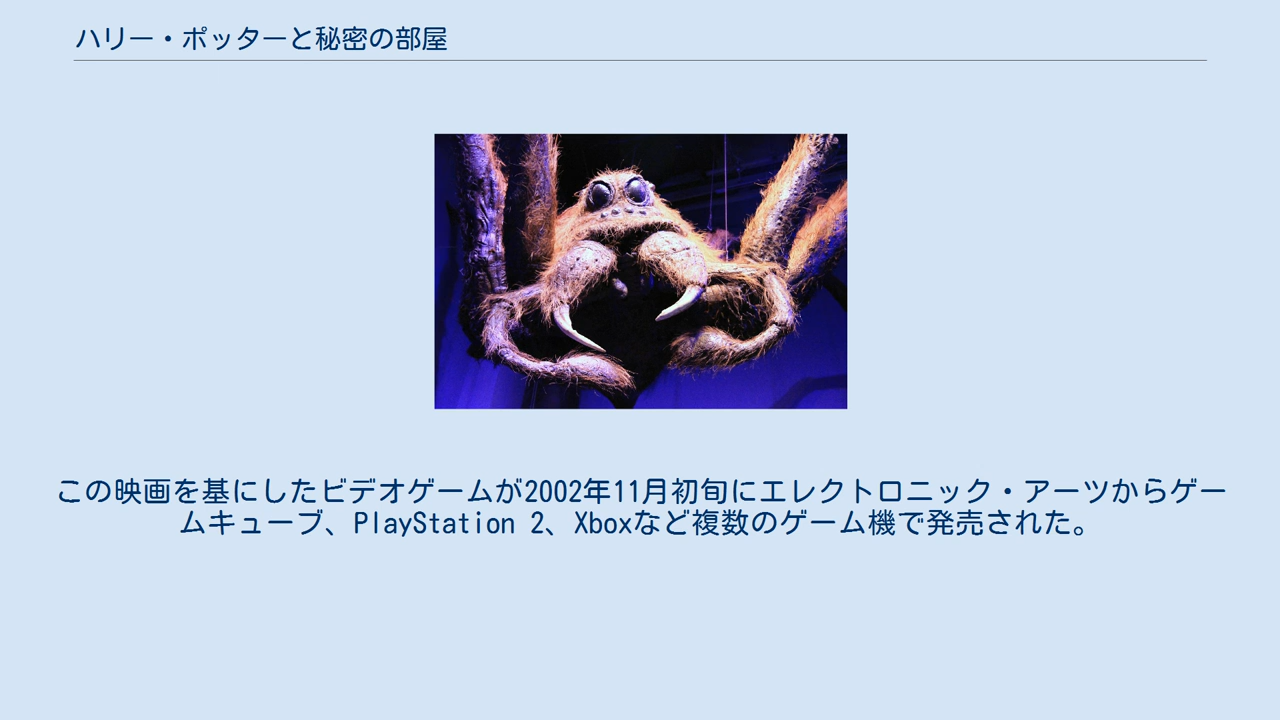 ハリー・ポッターと秘密の部屋
この映画を基にしたビデオゲームが2002年11月初旬にエレクトロニック・アーツからゲー
ムキューブ、PlayStation 2、Xboxなど複数のゲーム機で発売された。